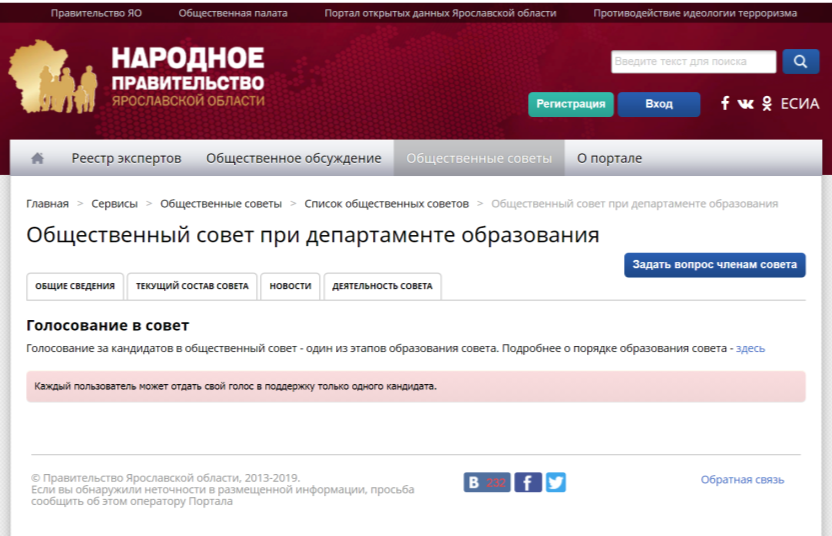 Правительство ЯО Общественная палата Портал открытых данных Ярославской области Противодействие идеологии терроризма
НАРОДНОЕ
ПРАВИТЕЛЬСТВО
ЯРОСЛАВСКОЙ ОБЛАСТИ
Введите текст для поиска
Регистрация Вход ЕСИА
Реестр экспертов Общественное обсуждение Общественные советы О портале
Главная > Сервисы > Общественные советы > Список общественных советов > Общественный совет при департаменте образования
Общественный совет при департаменте образования
Задать вопрос членам совета
ОБЩИЕ СВЕДЕНИЯ ТЕКУЩИЙ СОСТАВ СОВЕТА НОВОСТИ ДЕЯТЕЛЬНОСТЬ СОВЕТА
Голосование в совет
Голосование за кандидатов в общественный совет - один из этапов образования совета. Подробнее о порядке образования совета - здесь
Каждый пользователь может отдать свой голос в поддержку только одного кандидата.
© Правительство Ярославской области, 2013-2019.
Если вы обнаружили неточности в размещенной информации, просьба
сообщить об этом оператору Портала
В 232
Обратная связь